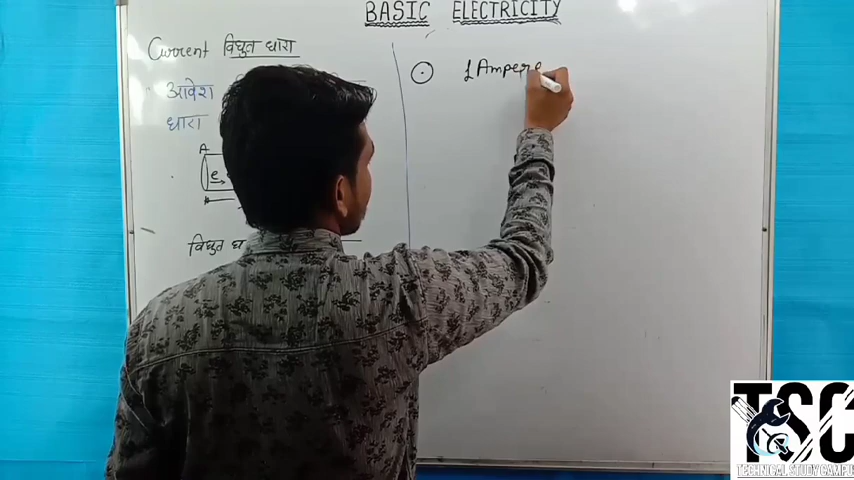 BASIC ELECTRICITY
Current विधुत धारा
आवेश
धारा
A
e
विधुत
1 Ampere
TSC
TECHNICAL STUDY CAMPUS